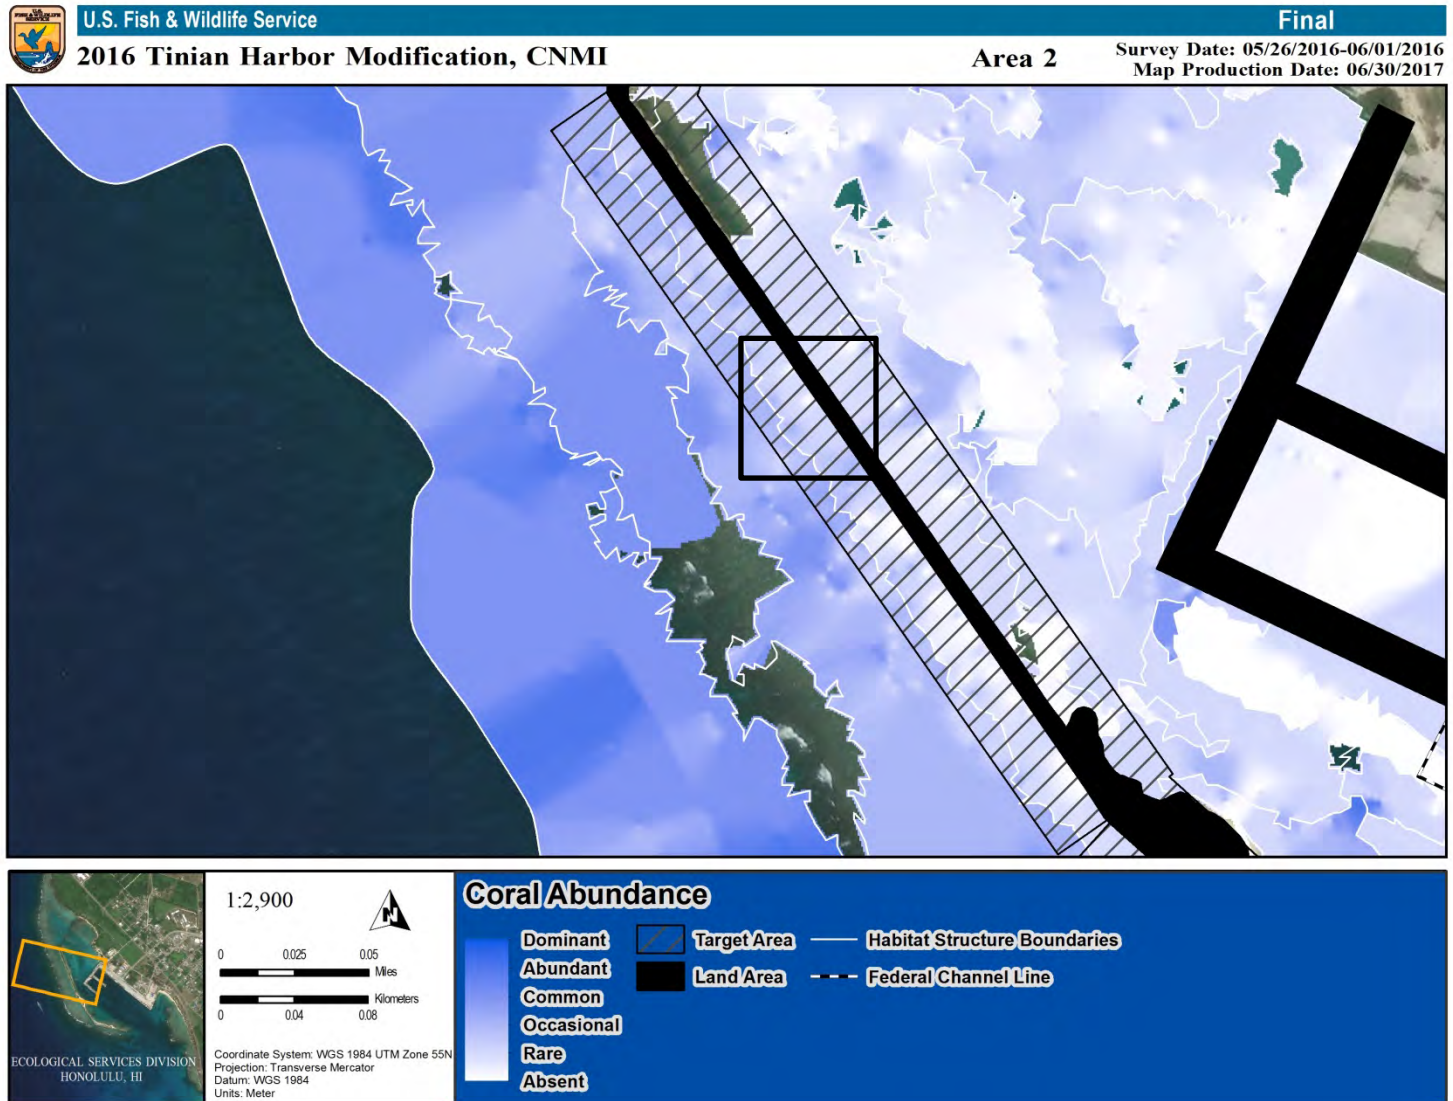 U.S.
FISH & WILDLIFE
SERVICE
U.S. Fish & Wildlife Service
Final
2016 Tinian Harbor Modification, CNMI
Area 2
Survey Date: 05/26/2016-06/01/2016
Map Production Date: 06/30/2017
ECOLOGICAL SERVICES DIVISION
HONOLULU, HI
1:2,900
N
0 0.025 0.05
Miles
Kilometers
0 0.04 0.08
Coordinate System: WGS 1984 UTM Zone 55N
Projection: Transverse Mercator
Datum: WGS 1984
Units: Meter
Coral Abundance
Dominant
Abundant
Common
Occasional
Rare
Absent
Target Area
Land Area
Habitat Structure Boundaries
Federal Channel Line